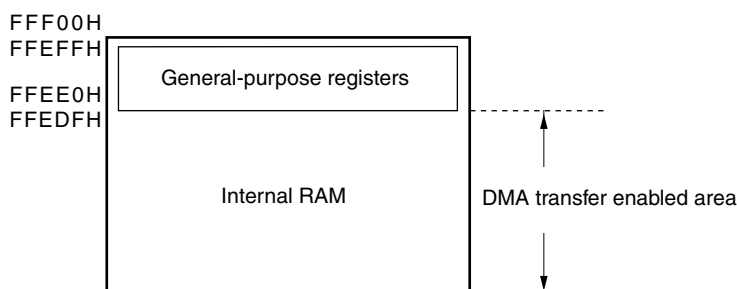 FFF00H
FFEFFH
General-purpose registers
FFEE0H
FFEDFH
Internal RAM
DMA transfer enabled area